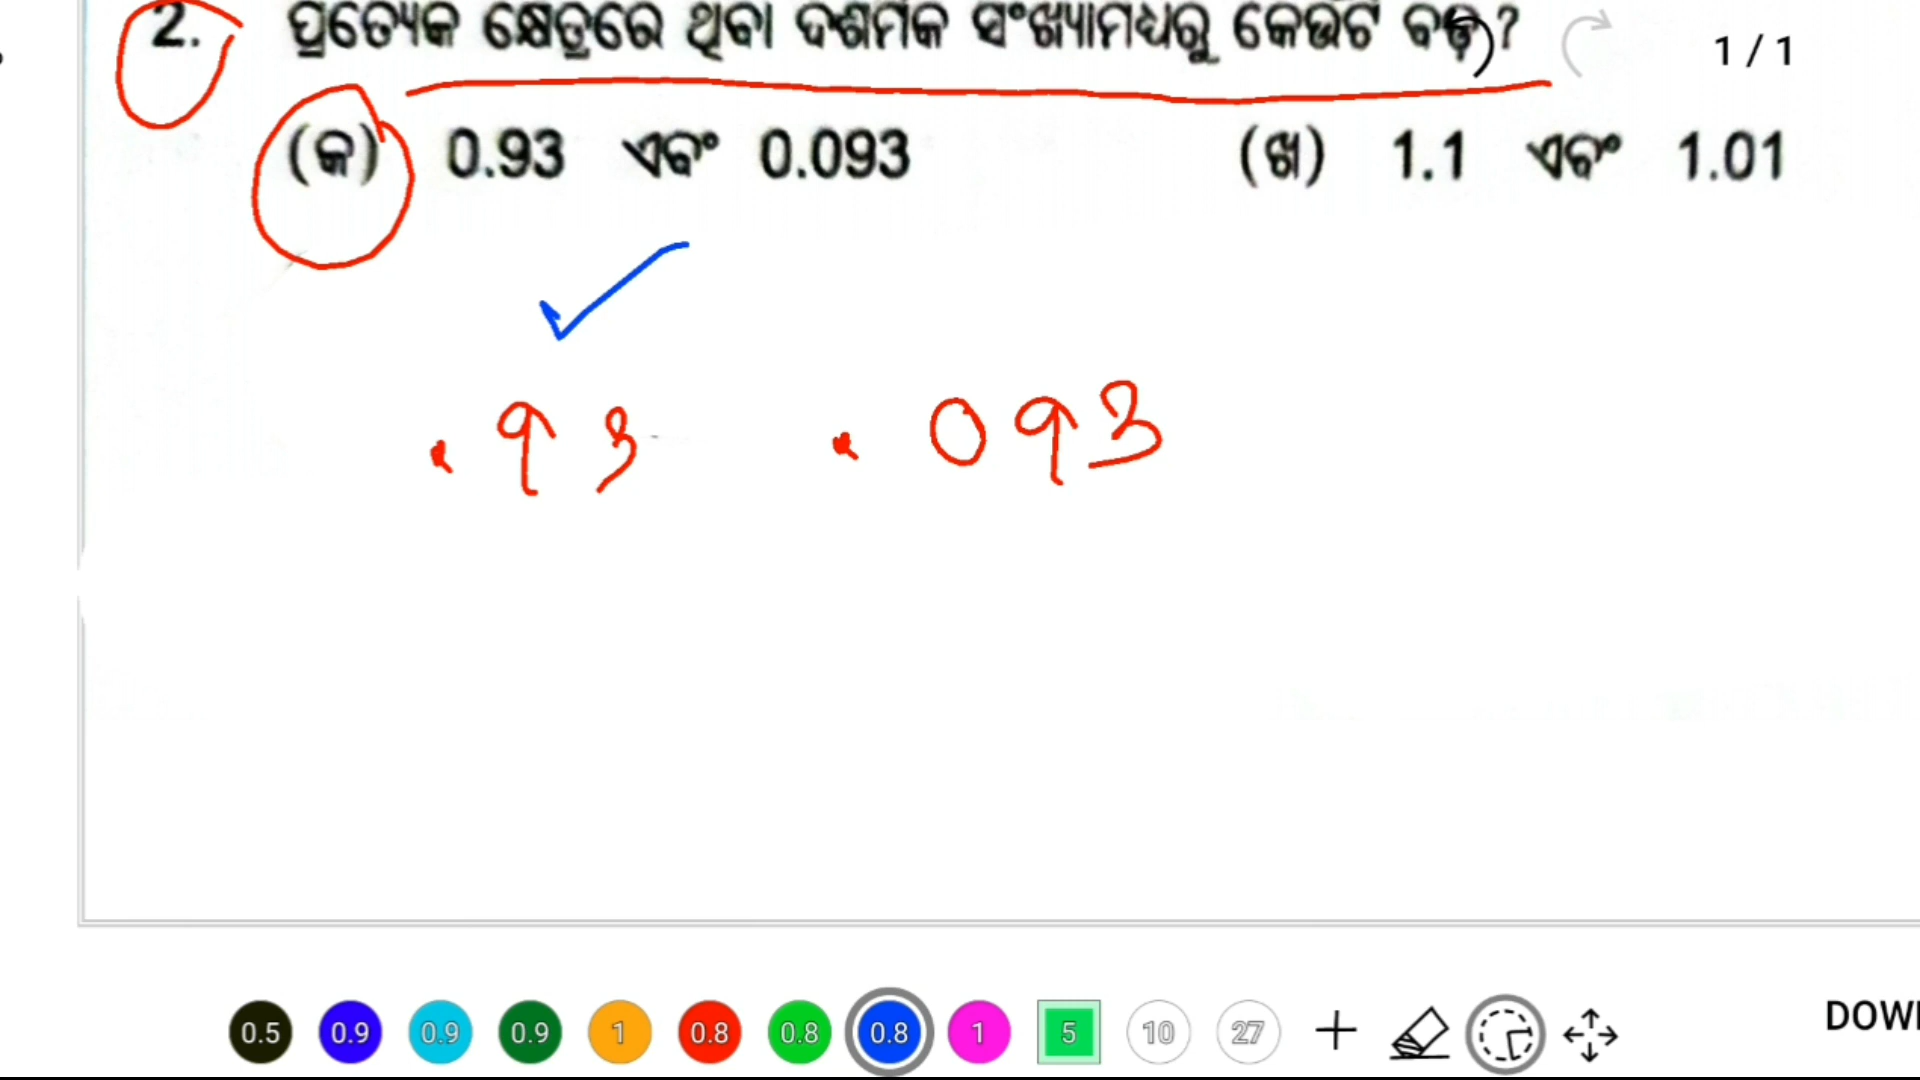 2. ପ୍ରତ୍ୟେକ କ୍ଷେତ୍ରରେ ଥିବା ଦଶମିକ ସଂଖ୍ୟାମଧ୍ୟରୁ କେଉଁଟି ବଡ଼?
1 / 1
(କ) 0.93 ଏବଂ 0.093 (ଖ) 1.1 ଏବଂ 1.01
.93 .093
0.5 0.9 0.9 0.9 1 0.8 0.8 0.8 1 5 10 27